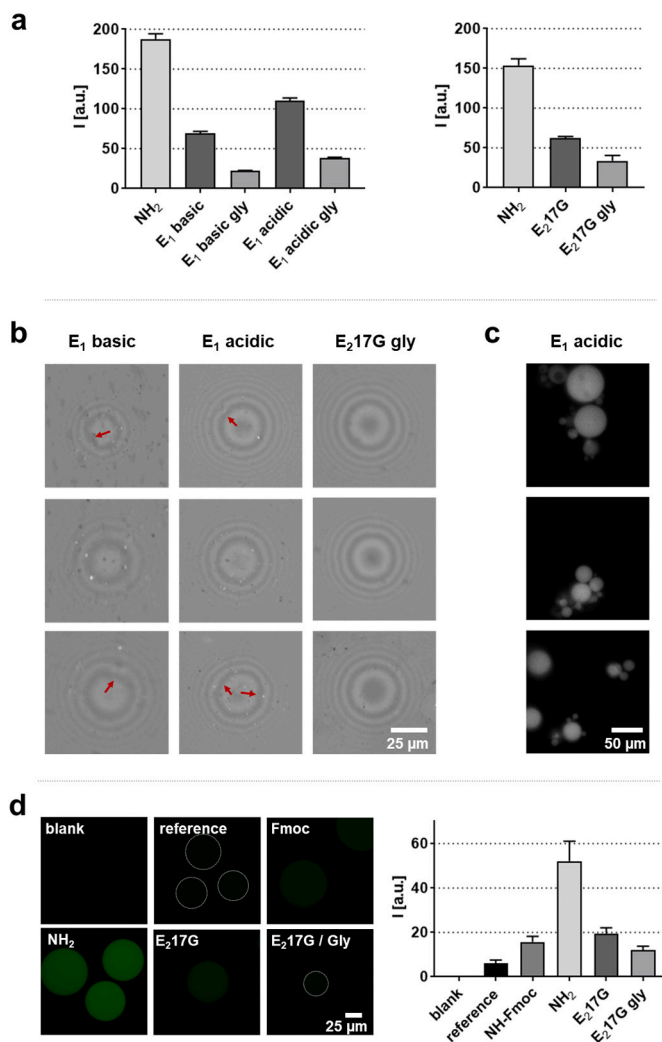 a
200
150
100
50
0
I [a.u.]
NH₂
E₁ basic
E₁ basic gly
E₁ acidic
E₁ acidic gly
200
150
100
50
0
I [a.u.]
NH₂
E₂17G
E₂17G gly
b
E₁ basic
E₁ acidic
E₂17G gly
25 µm
c
E₁ acidic
50 µm
d
blank
reference
Fmoc
NH₂
E₂17G
E₂17G / Gly
25 µm
60
40
20
0
I [a.u.]
blank
reference
NH-Fmoc
NH₂
E₂17G
E₂17G gly